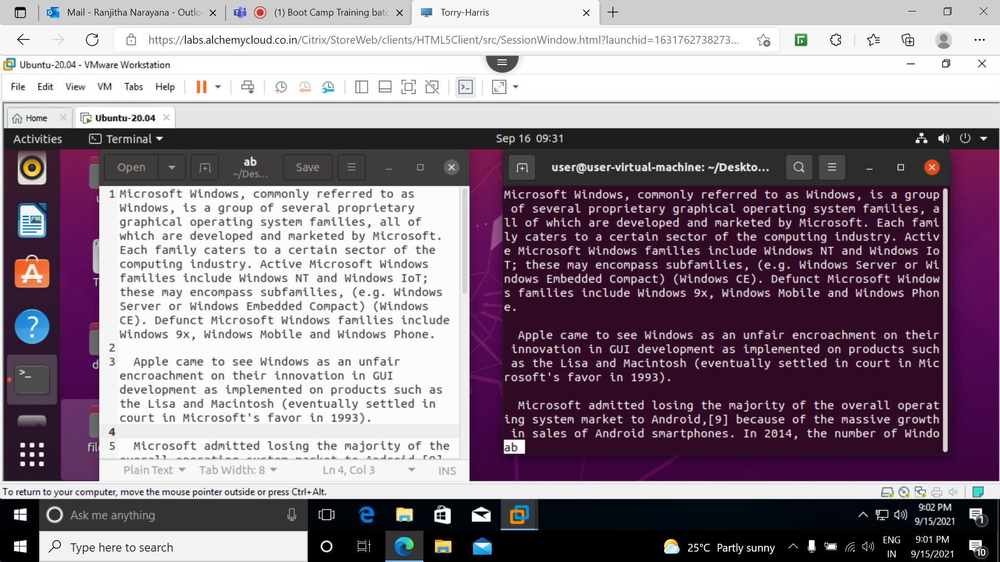 Mail - Ranjitha Narayana - Outlo
(1) Boot Camp Training batc
Torry-Harris
https://labs.alchemycloud.co.in/Citrix/StoreWeb/clients/HTML5Client/src/SessionWindow.html?launchid=1631762738273...
Ubuntu-20.04 - VMware Workstation
File Edit View VM Tabs Help
Home
Ubuntu-20.04
Activities
Terminal
Sep 16 09:31
Open
ab
~/Des...
Save
1 Microsoft Windows, commonly referred to as
Windows, is a group of several proprietary
graphical operating system families, all of
which are developed and marketed by Microsoft.
Each family caters to a certain sector of the
computing industry. Active Microsoft Windows
families include Windows NT and Windows IoT;
these may encompass subfamilies, (e.g. Windows
Server or Windows Embedded Compact) (Windows
CE). Defunct Microsoft Windows families include
Windows 9x, Windows Mobile and Windows Phone.
2
3 Apple came to see Windows as an unfair
encroachment on their innovation in GUI
development as implemented on products such as
the Lisa and Macintosh (eventually settled in
court in Microsoft's favor in 1993).
4
5 Microsoft admitted losing the majority of the
overall operating system market to Android,[9]
Plain Text
Tab Width: 8
Ln 4, Col 3
INS
user@user-virtual-machine: ~/Deskto...
Microsoft Windows, commonly referred to as Windows, is a group
of several proprietary graphical operating system families, a
ll of which are developed and marketed by Microsoft. Each fami
ly caters to a certain sector of the computing industry. Activ
e Microsoft Windows families include Windows NT and Windows Io
T; these may encompass subfamilies, (e.g. Windows Server or Wi
ndows Embedded Compact) (Windows CE). Defunct Microsoft Window
s families include Windows 9x, Windows Mobile and Windows Phon
e.
Apple came to see Windows as an unfair encroachment on their
innovation in GUI development as implemented on products such
as the Lisa and Macintosh (eventually settled in court in Mic
rosoft's favor in 1993).
Microsoft admitted losing the majority of the overall operat
ing system market to Android,[9] because of the massive growth
in sales of Android smartphones. In 2014, the number of Windo
ab
To return to your computer, move the mouse pointer outside or press Ctrl+Alt.
Ask me anything
9:02 PM
9/15/2021
1
Type here to search
25°C Partly sunny
ENG
IN
9:01 PM
9/15/2021
10